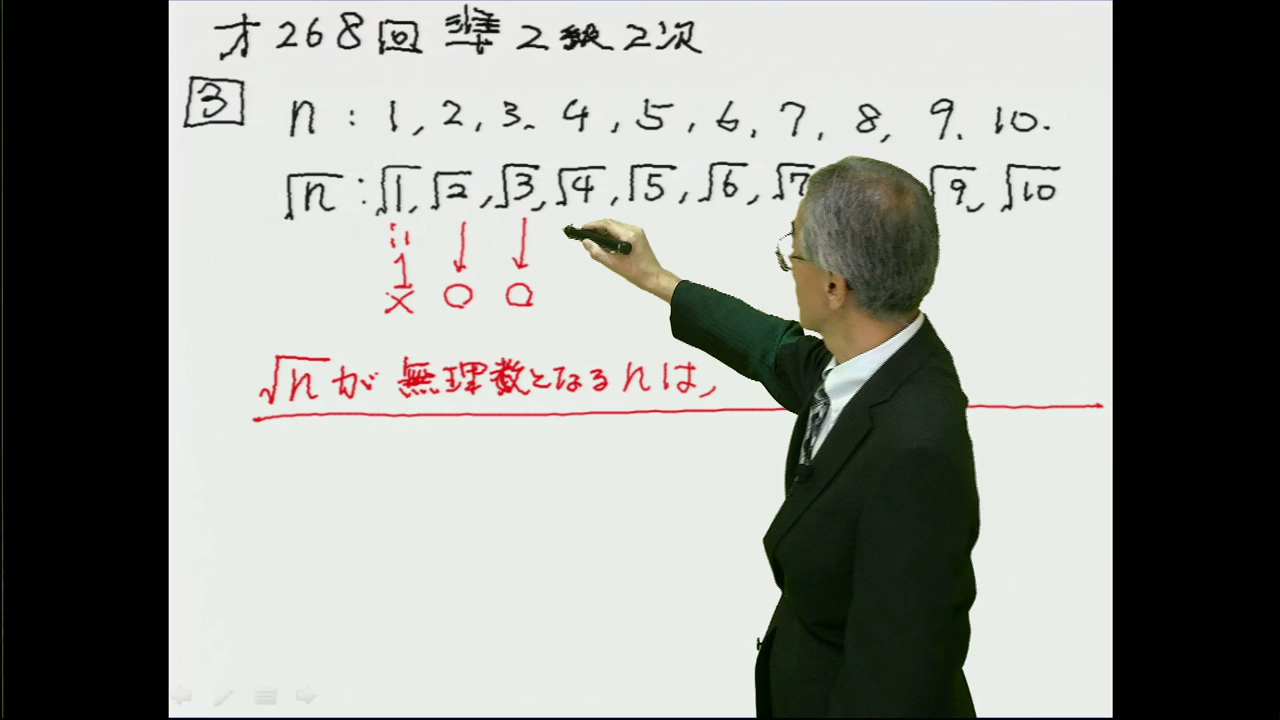 才268回 準2級2次
3 n : 1, 2, 3, 4, 5, 6, 7, 8, 9, 10.
√n : √1, √2, √3, √4, √5, √6, √7 √9, √10
" ↓ ↓
1
× ○ ○
√nが 無理数となるnは,